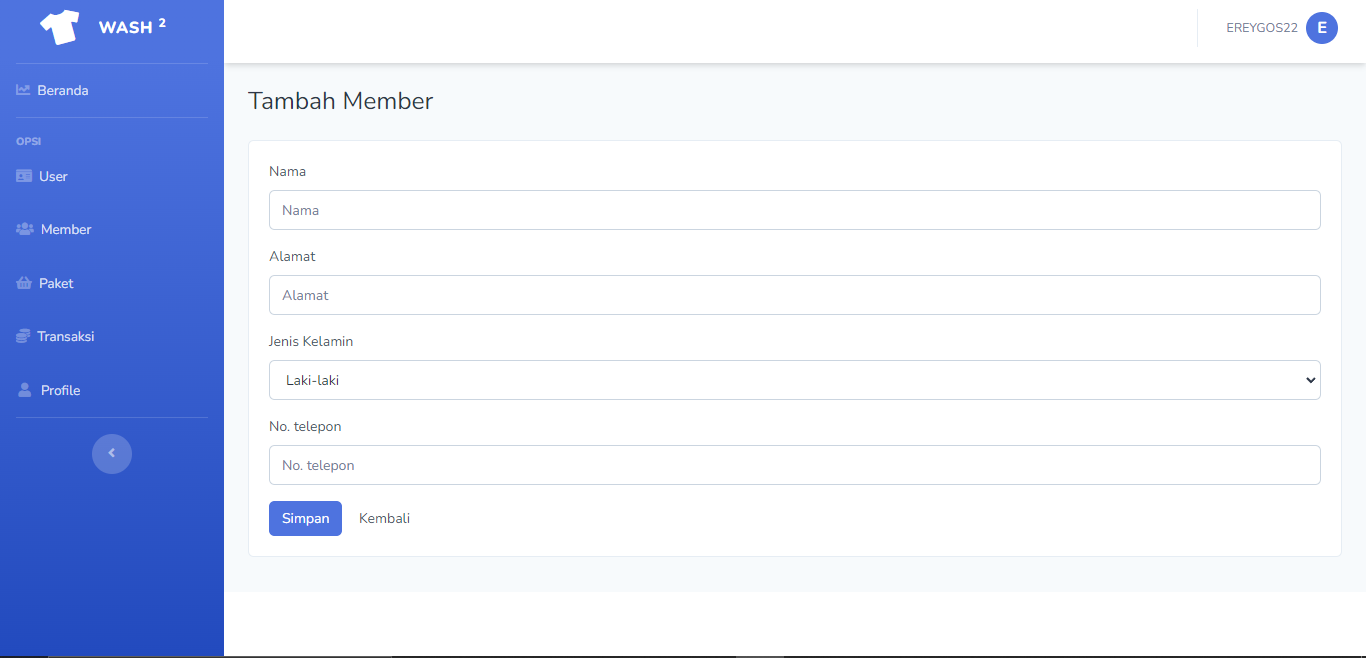 WASH 2
EREYGOS22 E
Beranda
OPSI
User
Member
Paket
Transaksi
Profile
Tambah Member
Nama
Nama
Alamat
Alamat
Jenis Kelamin
Laki-laki
No. telepon
No. telepon
Simpan Kembali